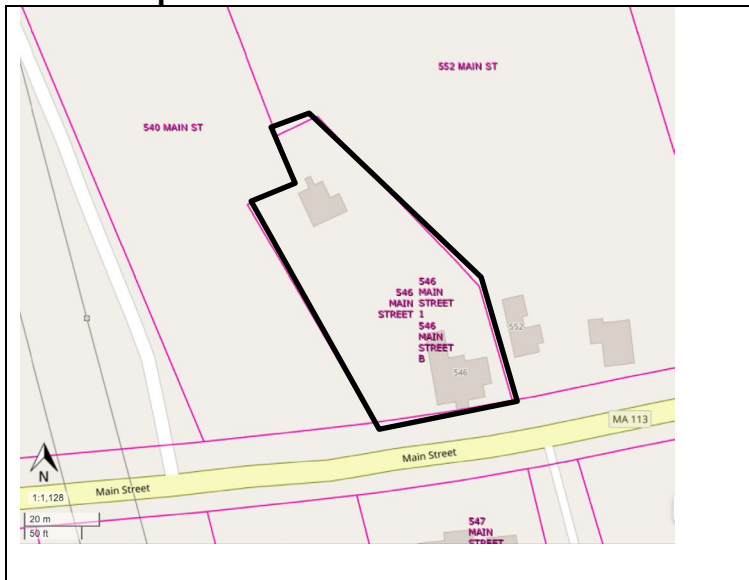 552 MAIN ST
540 MAIN ST
546
MAIN
STREET
1
546
MAIN
STREET
546
MAIN
STREET
B
552
546
MA 113
Main Street
Main Street
N
1:1,128
20 m
50 ft
547
MAIN
STREET